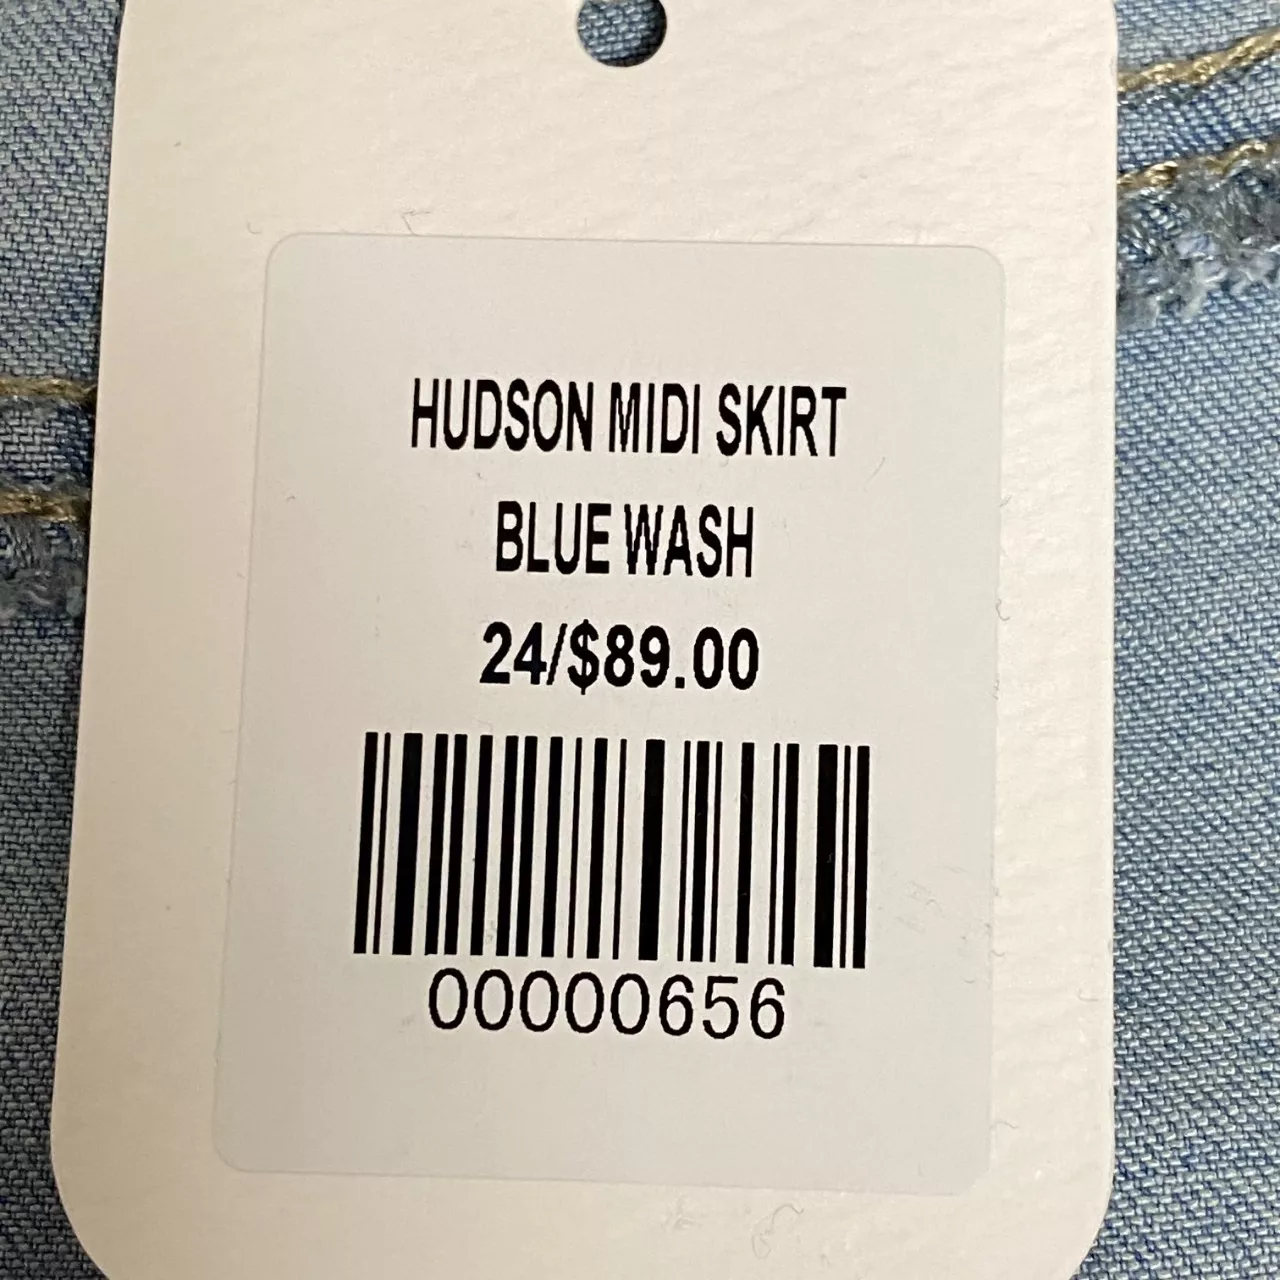 HUDSON MIDI SKIRT
BLUE WASH
24/$89.00
00000656